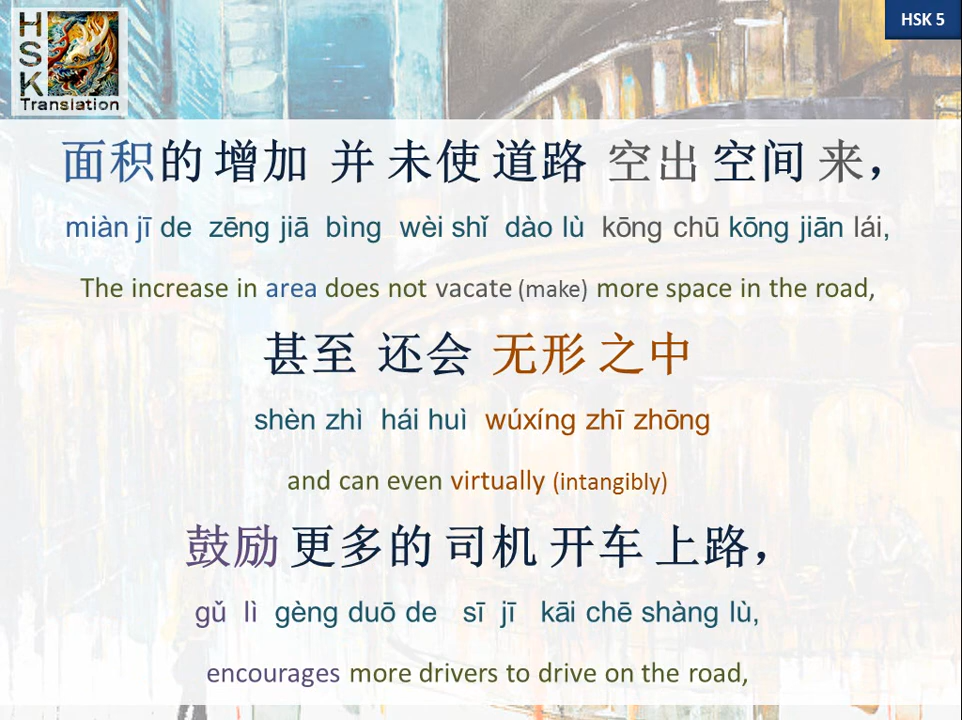 HSK
Translation
HSK 5
面积的 增加 并 未使 道路 空出 空间 来，
miàn jī de zēng jiā bìng wèi shǐ dào lù kōng chū kōng jiān lái,
The increase in area does not vacate (make) more space in the road,
甚至 还会 无形 之中
shèn zhì hái huì wúxíng zhī zhōng
and can even virtually (intangibly)
鼓励 更多的 司机 开车 上路，
gǔ lì gèng duō de sī jī kāi chē shàng lù,
encourages more drivers to drive on the road,